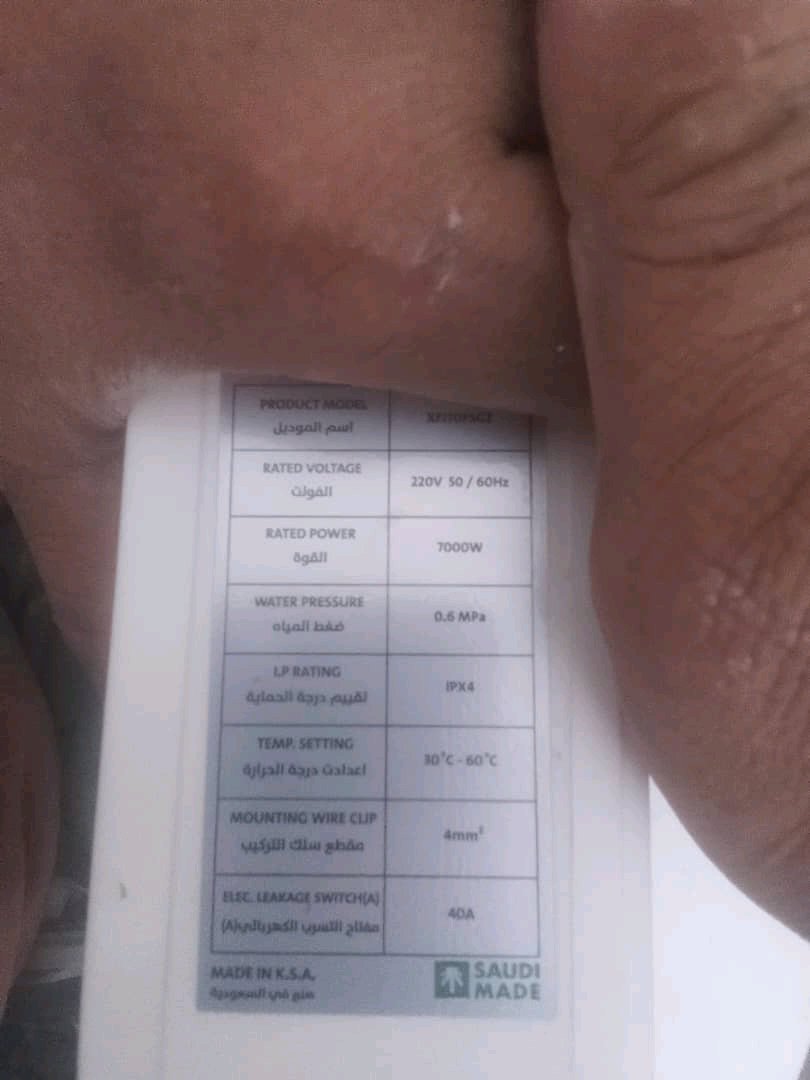 PRODUCT MODEL
اسم الموديل
RATED VOLTAGE
الفولت
220V 50 / 60Hz
RATED POWER
القوة
7000W
WATER PRESSURE
ضغط المياه
0.6 MPa
I.P RATING
تقييم درجة الحماية
IPX4
TEMP. SETTING
اعدادت درجة الحرارة
30°C - 60°C
MOUNTING WIRE CLIP
مقطع سلك التركيب
4mm²
ELEC. LEAKAGE SWITCH(A)
مفتاح التسرب الكهربائي(A)
40A
MADE IN K.S.A.
صنع في السعودية
SAUDI
MADE